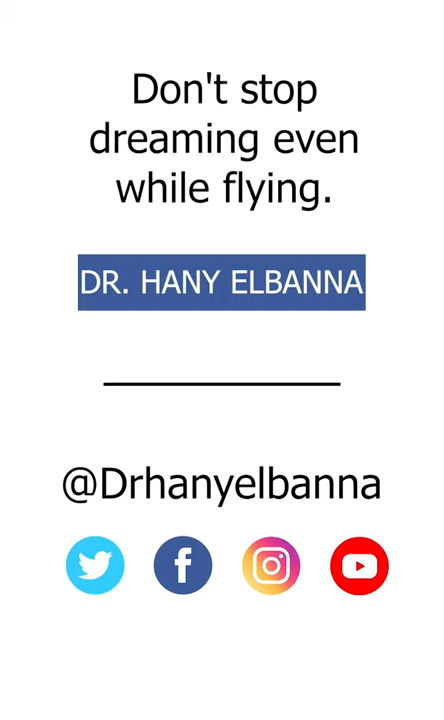 Don't stop
dreaming even
while flying.
DR. HANY ELBANNA
@Drhanyelbanna